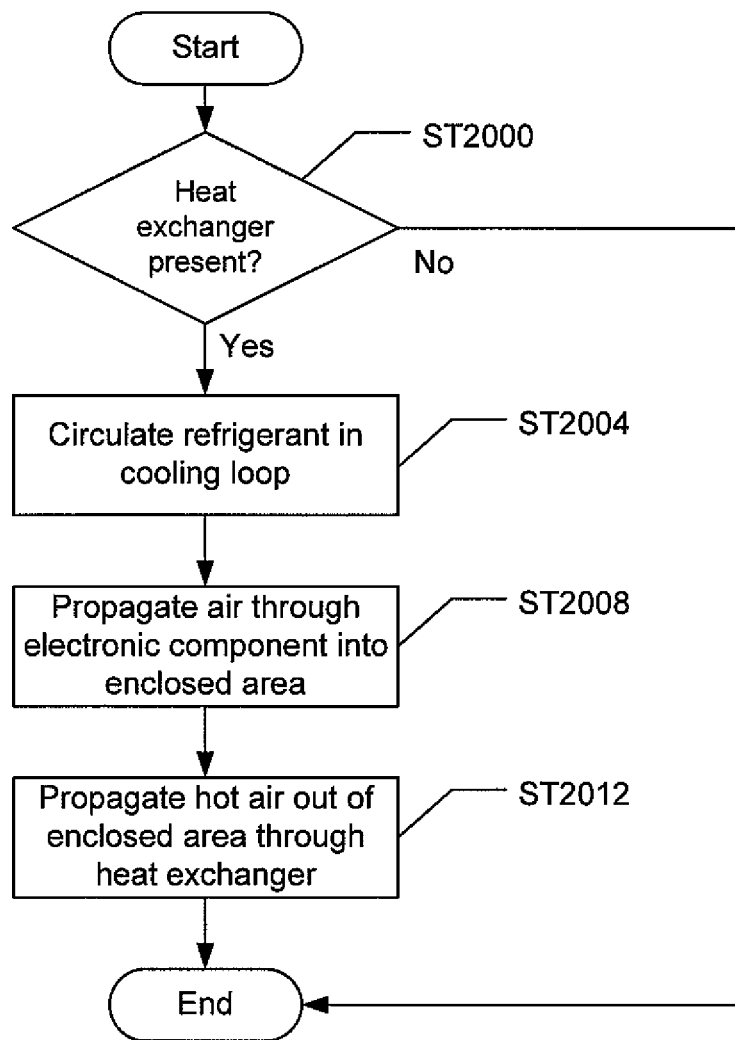 Start
ST2000
Heat
exchanger
present?
No
Yes
Circulate refrigerant in
cooling loop
ST2004
Propagate air through
electronic component into
enclosed area
ST2008
Propagate hot air out of
enclosed area through
heat exchanger
ST2012
End